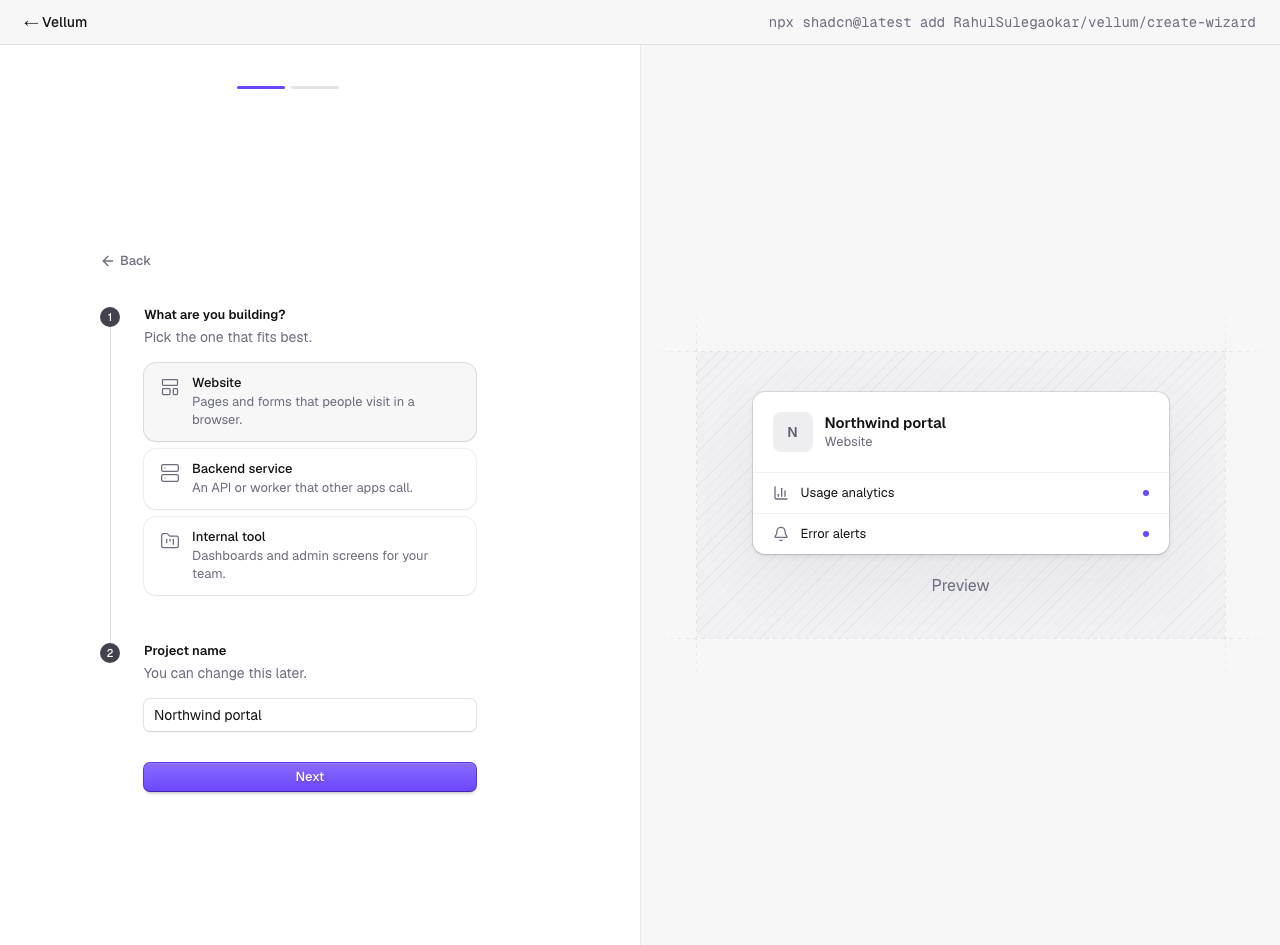 ← Vellum
npx shadcn@latest add RahulSulegaokar/vellum/create-wizard
← Back
1 What are you building?
Pick the one that fits best.
Website
Pages and forms that people visit in a
browser.
Backend service
An API or worker that other apps call.
Internal tool
Dashboards and admin screens for your
team.
2 Project name
You can change this later.
Northwind portal
Next
N
Northwind portal
Website
Usage analytics
Error alerts
Preview